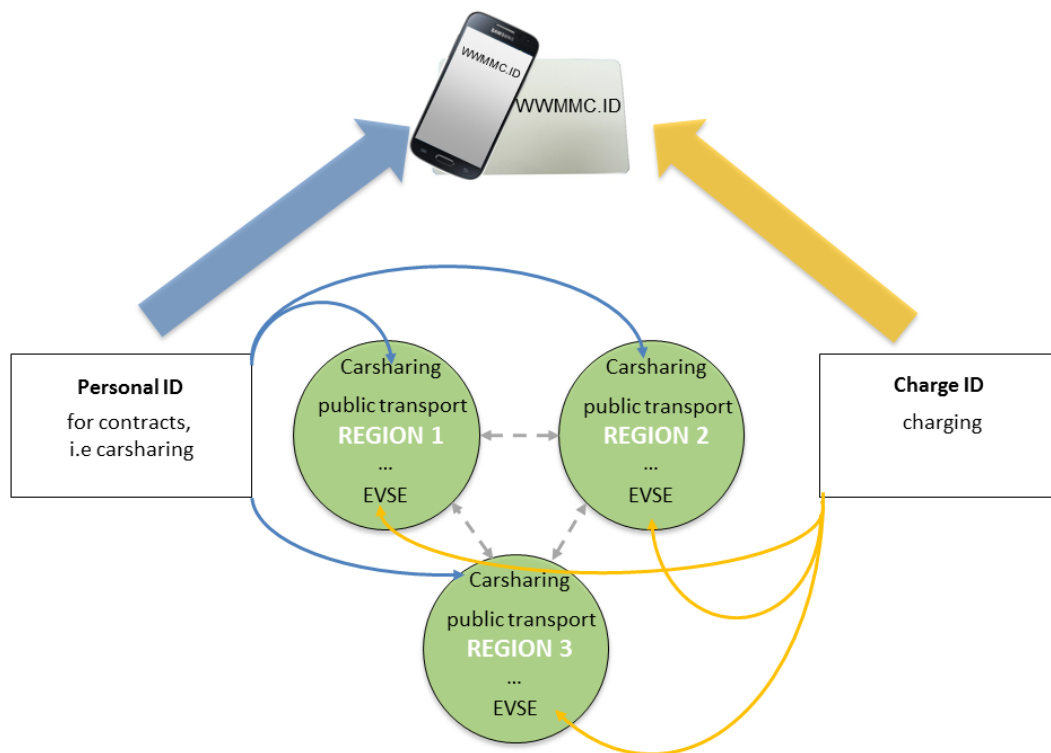 SAMSUNG
WWMMC.ID
WWMMC.ID
Personal ID
for contracts,
i.e carsharing
Carsharing
public transport
REGION 1
...
EVSE
Carsharing
public transport
REGION 2
...
EVSE
Charge ID
charging
Carsharing
public transport
REGION 3
...
EVSE